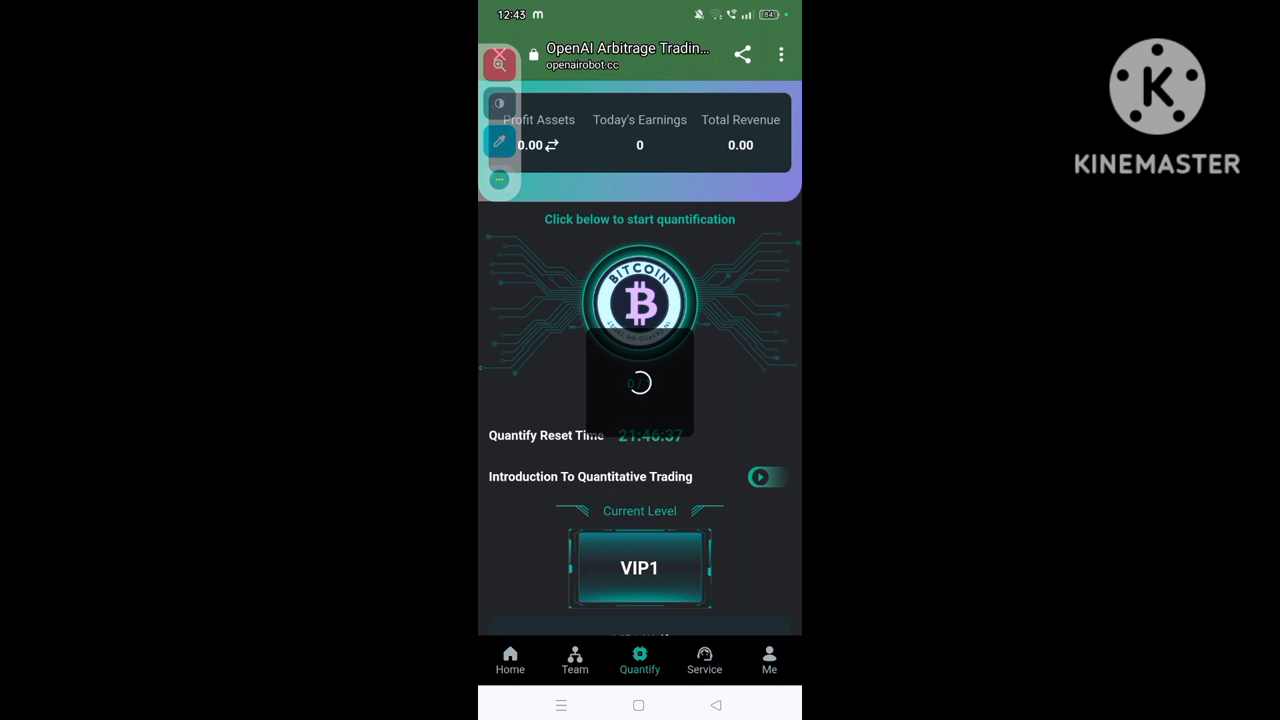 12:43 m
84
OpenAI Arbitrage Tradin...
openairobot.cc
Profit Assets Today's Earnings Total Revenue
0.00 0 0.00
Click below to start quantification
BITCOIN
B
0 /
Quantify Reset Time 21:46:37
Introduction To Quantitative Trading
Current Level
VIP1
Home Team Quantify Service Me
K
KINEMASTER